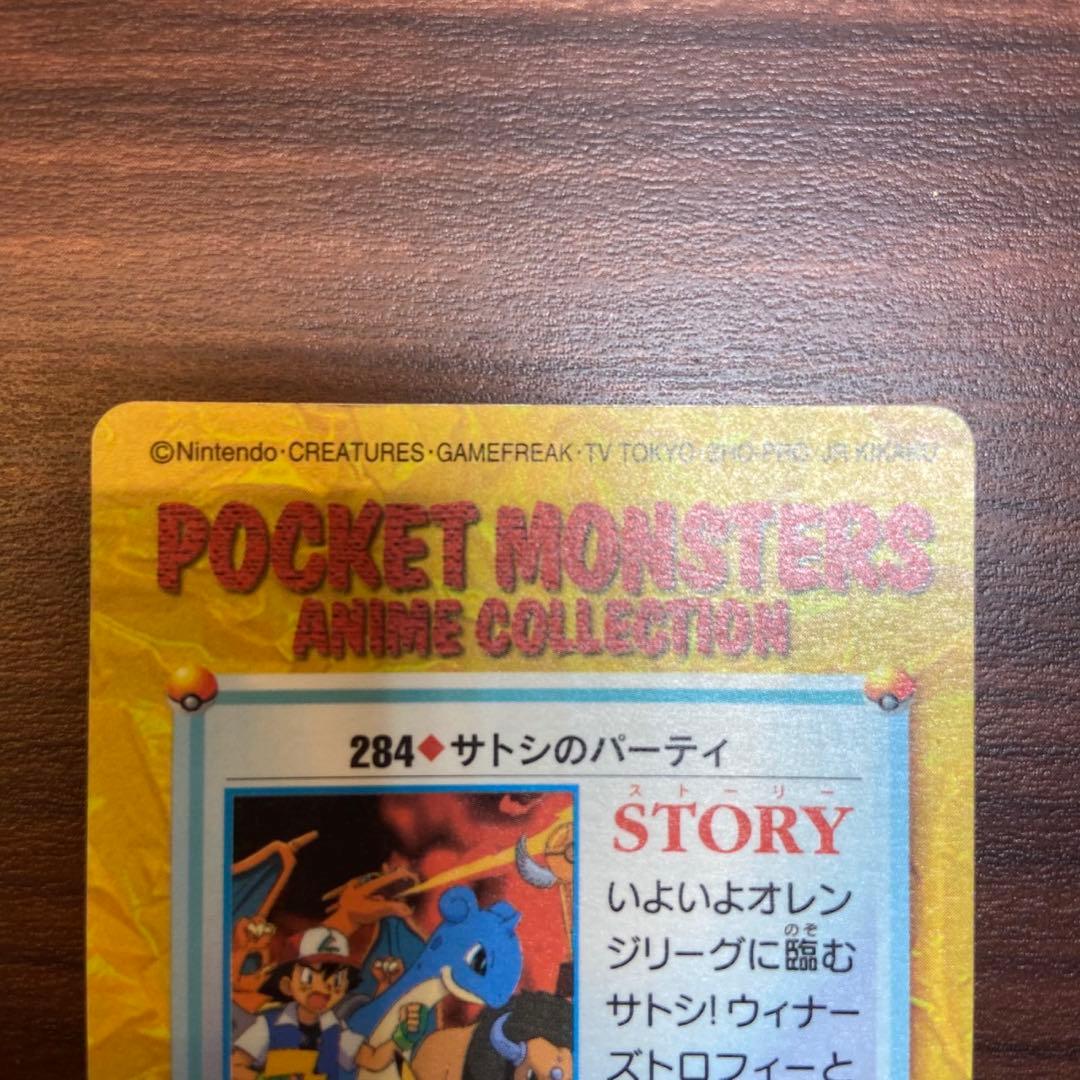 ©Nintendo・CREATURES・GAMEFREAK・TV TOKYO・SHO-PRO・JR KIKAKU
POCKET MONSTERS
ANIME COLLECTION
284◆サトシのパーティ
ストーリー
STORY
いよいよオレン
のぞ
ジリーグに臨む
サトシ!ウィナー
ズトロフィーと